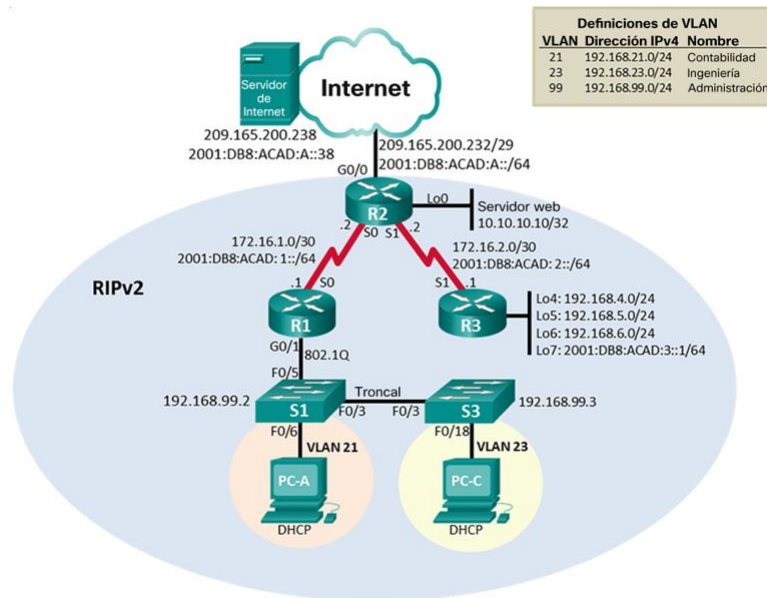 Definiciones de VLAN
VLAN Dirección IPv4 Nombre
21 192.168.21.0/24 Contabilidad
23 192.168.23.0/24 Ingeniería
99 192.168.99.0/24 Administración
Servidor
de
Internet
Internet
209.165.200.238
2001:DB8:ACAD:A::38
209.165.200.232/29
2001:DB8:ACAD:A::/64
G0/0
R2
Lo0
Servidor web
10.10.10.10/32
.2
S0
S1
.2
172.16.1.0/30
2001:DB8:ACAD: 1::/64
172.16.2.0/30
2001:DB8:ACAD: 2::/64
RIPv2
.1
S0
S1
.1
R1
R3
Lo4: 192.168.4.0/24
Lo5: 192.168.5.0/24
Lo6: 192.168.6.0/24
Lo7: 2001:DB8:ACAD:3::1/64
G0/1
802.1Q
F0/5
192.168.99.2
S1
Troncal
F0/3
F0/3
S3
192.168.99.3
F0/6
VLAN 21
F0/18
VLAN 23
PC-A
PC-C
DHCP
DHCP